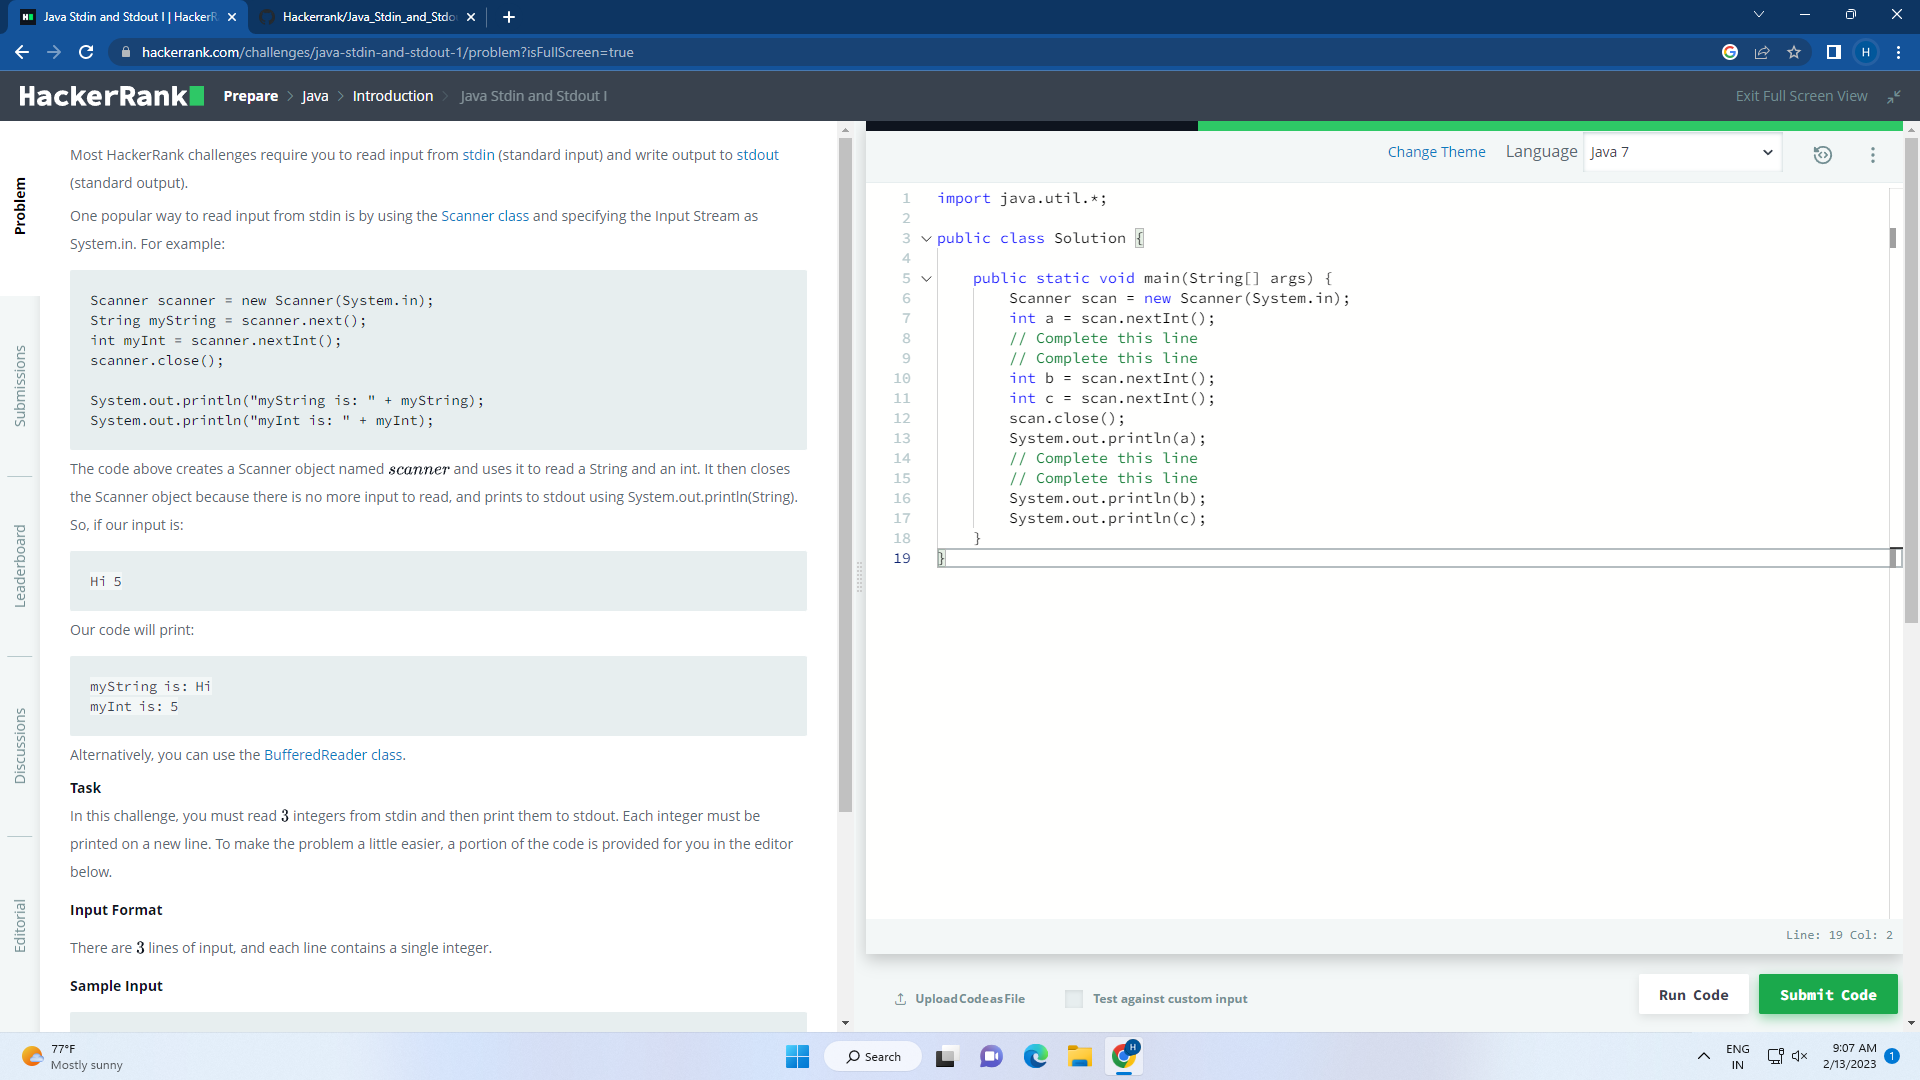 Java Stdin and Stdout I | HackerR
Hackerrank/Java_Stdin_and_Stdo
hackerrank.com/challenges/java-stdin-and-stdout-1/problem?isFullScreen=true
H
HackerRank
Prepare > Java > Introduction > Java Stdin and Stdout I
Exit Full Screen View
Problem
Submissions
Leaderboard
Discussions
Editorial
Most HackerRank challenges require you to read input from stdin (standard input) and write output to stdout
(standard output).
One popular way to read input from stdin is by using the Scanner class and specifying the Input Stream as
System.in. For example:
Scanner scanner = new Scanner(System.in);
String myString = scanner.next();
int myInt = scanner.nextInt();
scanner.close();
System.out.println("myString is: " + myString);
System.out.println("myInt is: " + myInt);
The code above creates a Scanner object named scanner and uses it to read a String and an int. It then closes
the Scanner object because there is no more input to read, and prints to stdout using System.out.println(String).
So, if our input is:
Hi 5
Our code will print:
myString is: Hi
myInt is: 5
Alternatively, you can use the BufferedReader class.
Task
In this challenge, you must read 3 integers from stdin and then print them to stdout. Each integer must be
printed on a new line. To make the problem a little easier, a portion of the code is provided for you in the editor
below.
Input Format
There are 3 lines of input, and each line contains a single integer.
Sample Input
Change Theme
Language
Java 7
1 import java.util.*;
2
3 public class Solution {
4
5 public static void main(String[] args) {
6 Scanner scan = new Scanner(System.in);
7 int a = scan.nextInt();
8 // Complete this line
9 // Complete this line
10 int b = scan.nextInt();
11 int c = scan.nextInt();
12 scan.close();
13 System.out.println(a);
14 // Complete this line
15 // Complete this line
16 System.out.println(b);
17 System.out.println(c);
18 }
19 }
Line: 19 Col: 2
Upload Code as File
Test against custom input
Run Code
Submit Code
77°F
Mostly sunny
Search
H
ENG
IN
9:07 AM
2/13/2023
1